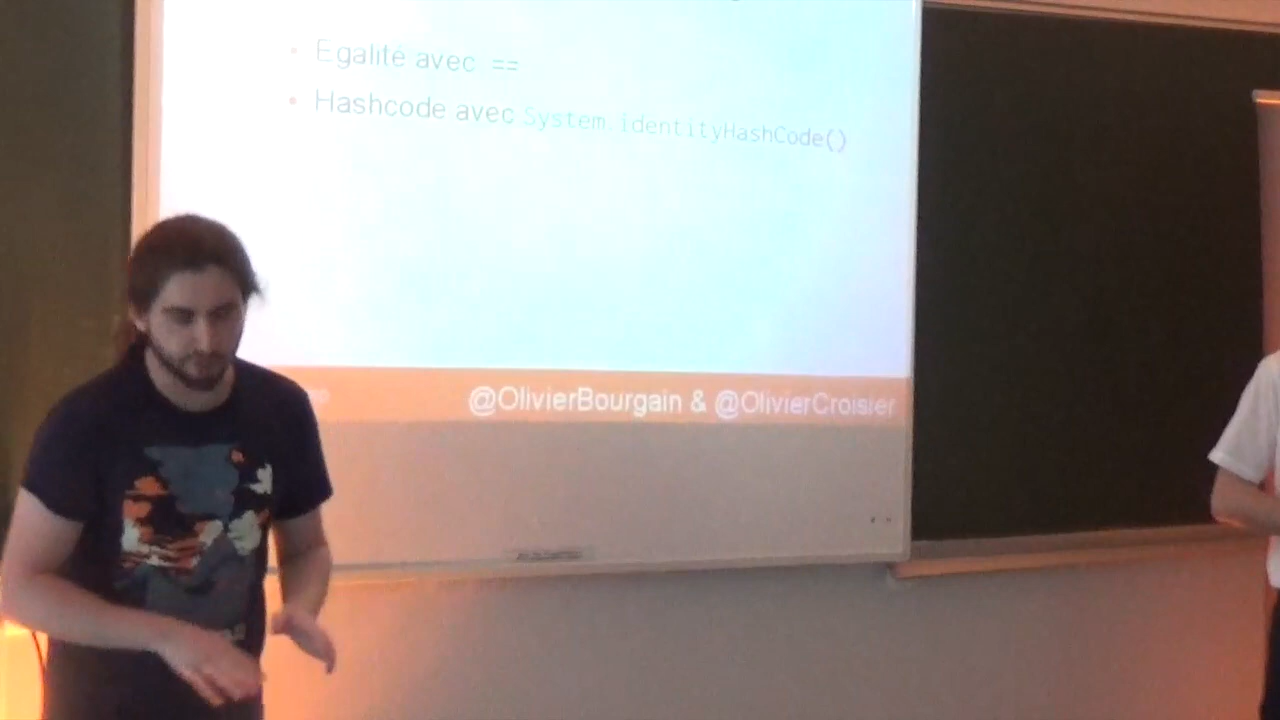 • Egalité avec ==
• Hashcode avec System.identityHashCode()
@OlivierBourgain & @OlivierCroisier